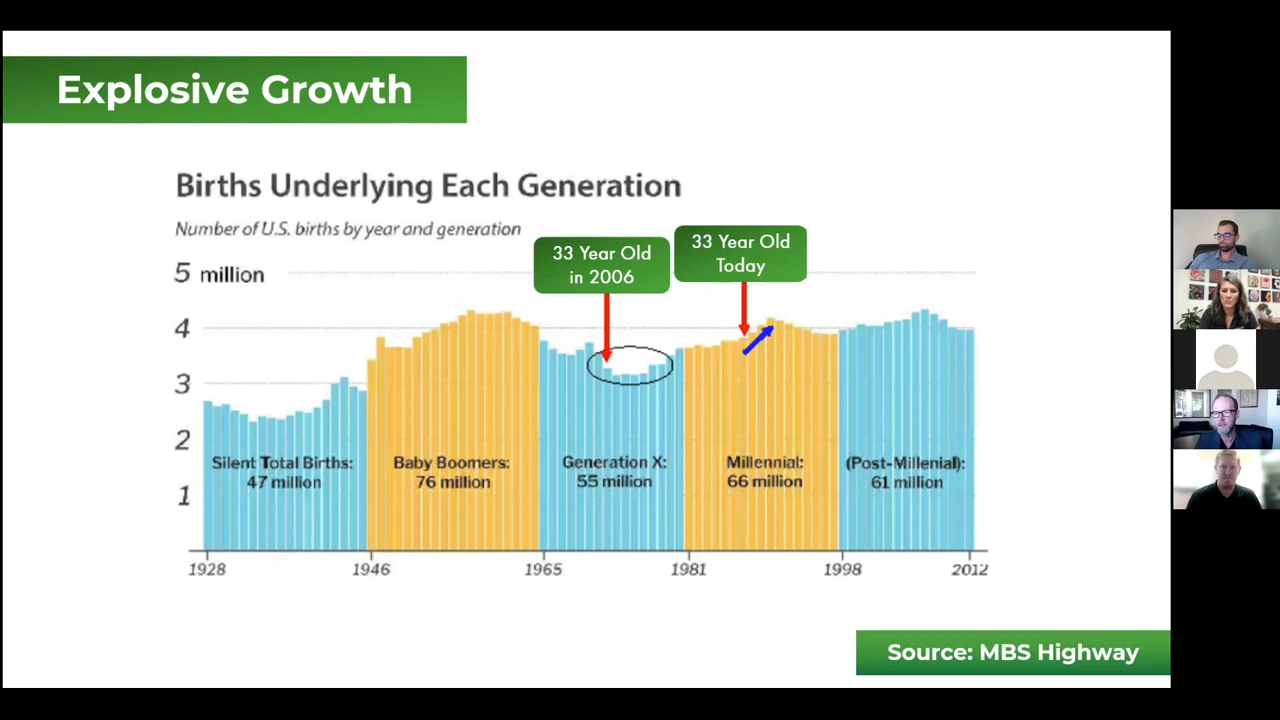 Explosive Growth
Births Underlying Each Generation
Number of U.S. births by year and generation
33 Year Old
in 2006
33 Year Old
Today
5 million
4
3
2
1
Silent Total Births:
47 million
Baby Boomers:
76 million
Generation X:
55 million
Millennial:
66 million
(Post-Millenial):
61 million
1928
1946
1965
1981
1998
2012
Source: MBS Highway